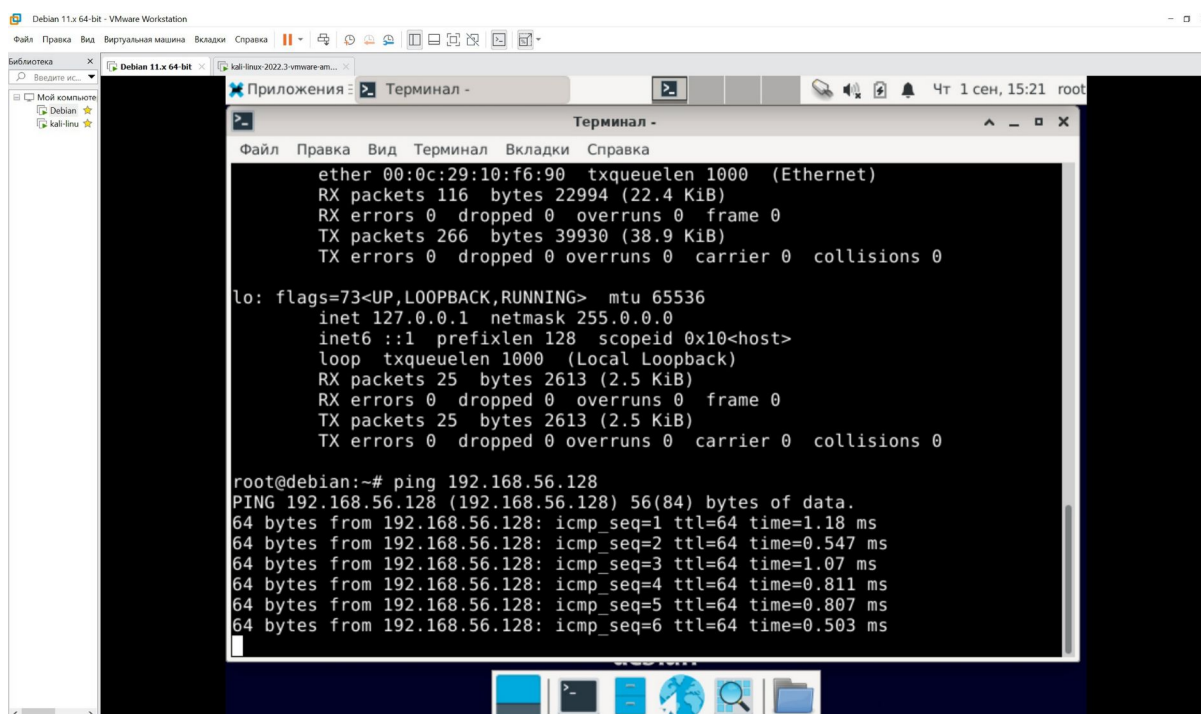 Debian 11.x 64-bit - VMware Workstation
Файл Правка Вид Виртуальная машина Вкладки Справка
Библиотека
Debian 11.x 64-bit
kali-linux-2022.3-vmware-am...
Введите ис...
Мой компьюте
Debian
kali-linu
Приложения
Терминал -
Чт 1 сен, 15:21 root
Терминал -
Файл Правка Вид Терминал Вкладки Справка
ether 00:0c:29:10:f6:90 txqueuelen 1000 (Ethernet)
RX packets 116 bytes 22994 (22.4 KiB)
RX errors 0 dropped 0 overruns 0 frame 0
TX packets 266 bytes 39930 (38.9 KiB)
TX errors 0 dropped 0 overruns 0 carrier 0 collisions 0
lo: flags=73<UP,LOOPBACK,RUNNING> mtu 65536
inet 127.0.0.1 netmask 255.0.0.0
inet6 ::1 prefixlen 128 scopeid 0x10<host>
loop txqueuelen 1000 (Local Loopback)
RX packets 25 bytes 2613 (2.5 KiB)
RX errors 0 dropped 0 overruns 0 frame 0
TX packets 25 bytes 2613 (2.5 KiB)
TX errors 0 dropped 0 overruns 0 carrier 0 collisions 0
root@debian:~# ping 192.168.56.128
PING 192.168.56.128 (192.168.56.128) 56(84) bytes of data.
64 bytes from 192.168.56.128: icmp_seq=1 ttl=64 time=1.18 ms
64 bytes from 192.168.56.128: icmp_seq=2 ttl=64 time=0.547 ms
64 bytes from 192.168.56.128: icmp_seq=3 ttl=64 time=1.07 ms
64 bytes from 192.168.56.128: icmp_seq=4 ttl=64 time=0.811 ms
64 bytes from 192.168.56.128: icmp_seq=5 ttl=64 time=0.807 ms
64 bytes from 192.168.56.128: icmp_seq=6 ttl=64 time=0.503 ms